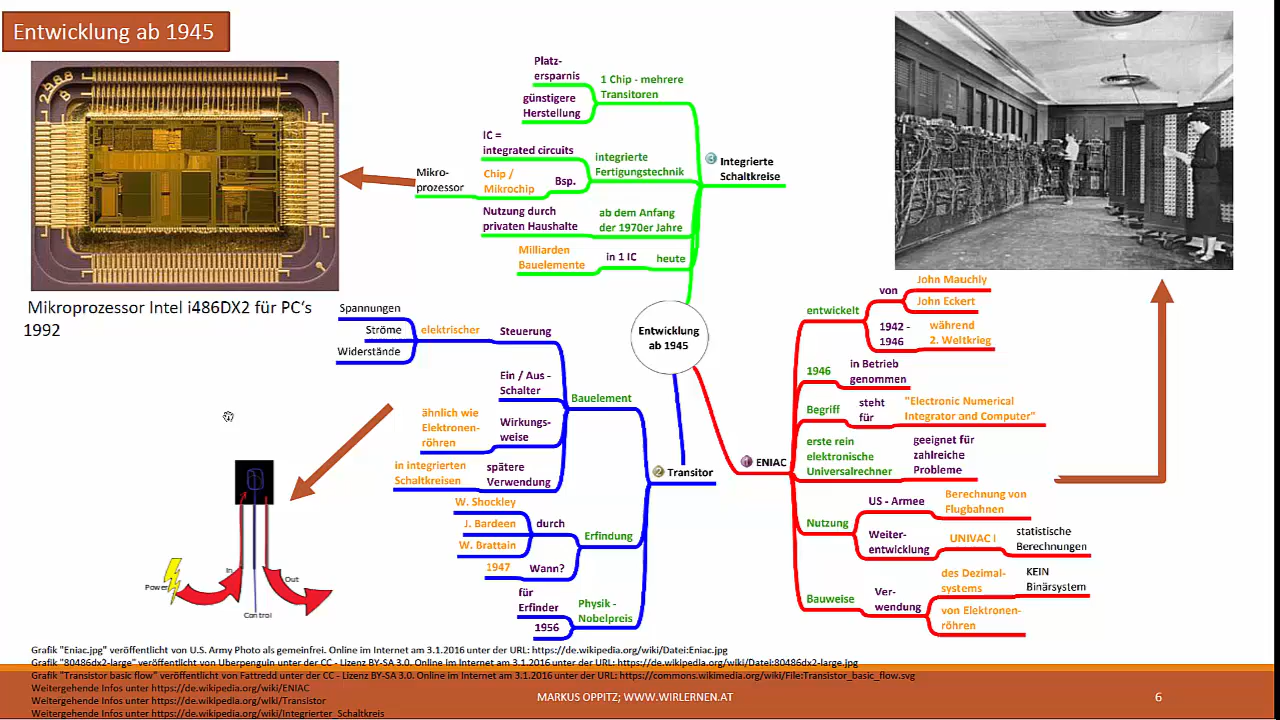 Entwicklung ab 1945
Mikroprozessor Intel i486DX2 für PC's
1992
Entwicklung
ab 1945
1 ENIAC
entwickelt
von
John Mauchly
John Eckert
1942 -
1946
während
2. Weltkrieg
1946
in Betrieb
genommen
Begriff
steht
für
"Electronic Numerical
Integrator and Computer"
erste rein
elektronische
Universalrechner
geeignet für
zahlreiche
Probleme
Nutzung
US - Armee
Berechnung von
Flugbahnen
Weiter-
entwicklung
UNIVAC I
statistische
Berechnungen
Bauweise
Ver-
wendung
des Dezimal-
systems
KEIN
Binärsystem
von Elektronen-
röhren
2 Transitor
Bauelement
Steuerung
elektrischer
Spannungen
Ströme
Widerstände
Ein / Aus -
Schalter
Wirkungs-
weise
ähnlich wie
Elektronen-
röhren
spätere
Verwendung
in integrierten
Schaltkreisen
Erfindung
durch
W. Shockley
J. Bardeen
W. Brattain
Wann?
1947
Physik -
Nobelpreis
für
Erfinder
1956
3 Integrierte
Schaltkreise
1 Chip - mehrere
Transitoren
Platz-
ersparnis
günstigere
Herstellung
integrierte
Fertigungstechnik
IC =
integrated circuits
Bsp.
Chip /
Mikrochip
Mikro-
prozessor
ab dem Anfang
der 1970er Jahre
Nutzung durch
privaten Haushalte
heute
in 1 IC
Milliarden
Bauelemente
Power
In
Out
Control
Grafik "Eniac.jpg" veröffentlicht von U.S. Army Photo als gemeinfrei. Online im Internet am 3.1.2016 unter der URL: https://de.wikipedia.org/wiki/Datei:Eniac.jpg
Grafik "80486dx2-large" veröffentlicht von Uberpenguin unter der CC - Lizenz BY-SA 3.0. Online im Internet am 3.1.2016 unter der URL: https://de.wikipedia.org/wiki/Datei:80486dx2-large.jpg
Grafik "Transistor basic flow" veröffentlicht von Fattredd unter der CC - Lizenz BY-SA 3.0. Online im Internet am 3.1.2016 unter der URL: https://commons.wikimedia.org/wiki/File:Transistor_basic_flow.svg
Weitergehende Infos unter https://de.wikipedia.org/wiki/ENIAC
Weitergehende Infos unter https://de.wikipedia.org/wiki/Transistor
Weitergehende Infos unter https://de.wikipedia.org/wiki/Integrierter_Schaltkreis
MARKUS OPPITZ; WWW.WIRLERNEN.AT
6